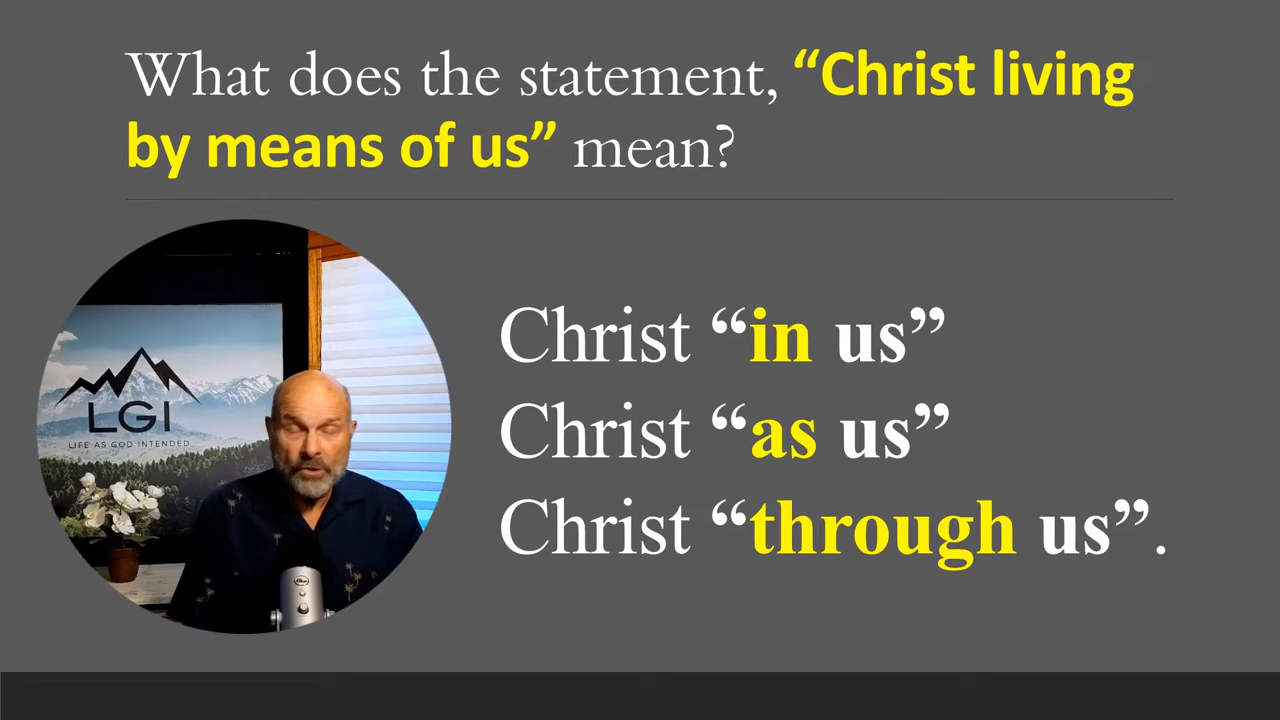 What does the statement, “Christ living
by means of us” mean?
LGI
LIFE AS GOD INTENDED
Christ “in us”
Christ “as us”
Christ “through us”.